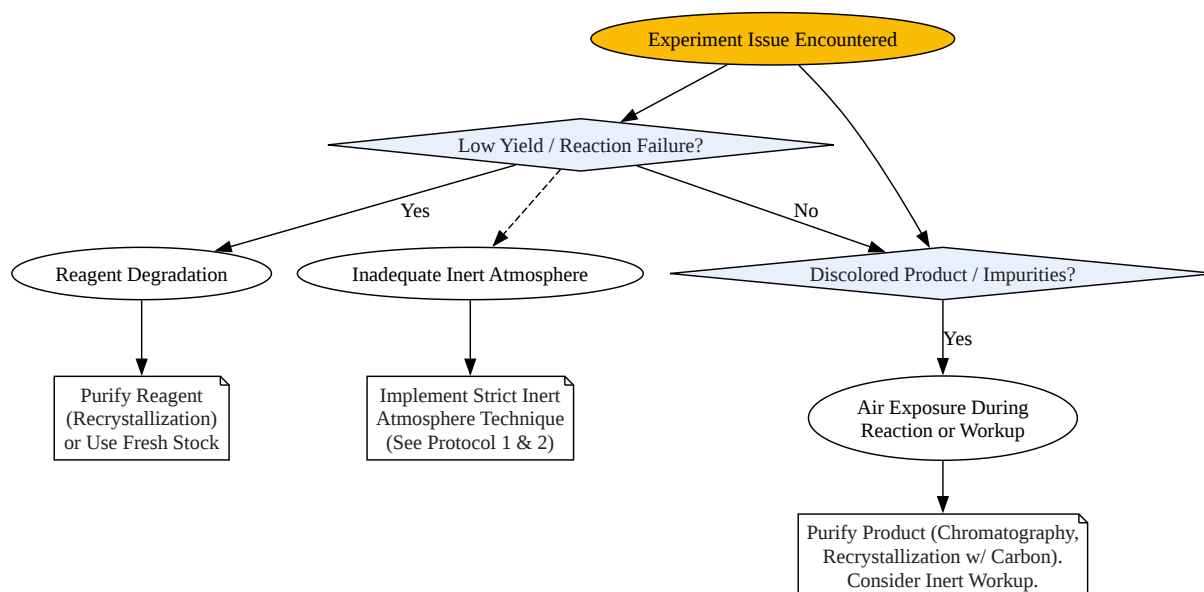 Experiment Issue Encountered
Low Yield / Reaction Failure?
Yes
No
Reagent Degradation
Inadequate Inert Atmosphere
Discolored Product / Impurities?
Yes
Purify Reagent
(Recrystallization)
or Use Fresh Stock
Implement Strict Inert
Atmosphere Technique
(See Protocol 1 & 2)
Air Exposure During
Reaction or Workup
Purify Product (Chromatography,
Recrystallization w/ Carbon).
Consider Inert Workup.